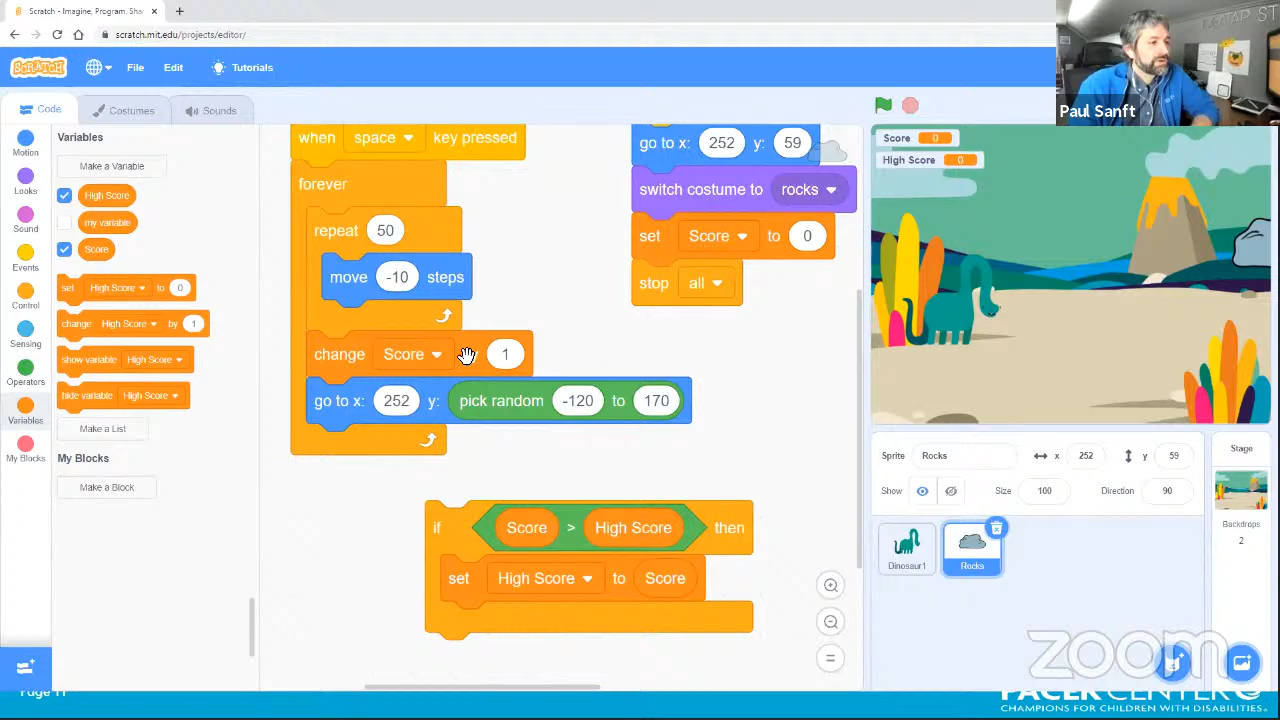 Scratch - Imagine, Program, Sha
scratch.mit.edu/projects/editor/
SCRATCH
File
Edit
Tutorials
Paul Sanft
Code
Costumes
Sounds
Motion
Looks
Sound
Events
Control
Sensing
Operators
Variables
My Blocks
Variables
Make a Variable
High Score
my variable
Score
set High Score to 0
change High Score by 1
show variable High Score
hide variable High Score
Make a List
My Blocks
Make a Block
when space key pressed
forever
repeat 50
move -10 steps
change Score 1
go to x: 252 y: pick random -120 to 170
if Score > High Score then
set High Score to Score
go to x: 252 y: 59
switch costume to rocks
set Score to 0
stop all
Score 0
High Score 0
Sprite Rocks x 252 y 59
Show Size 100 Direction 90
Dinosaur1
Rocks
Stage
Backdrops
2
zoom
Page 11
PACER CENTER
CHAMPIONS FOR CHILDREN WITH DISABILITIES.